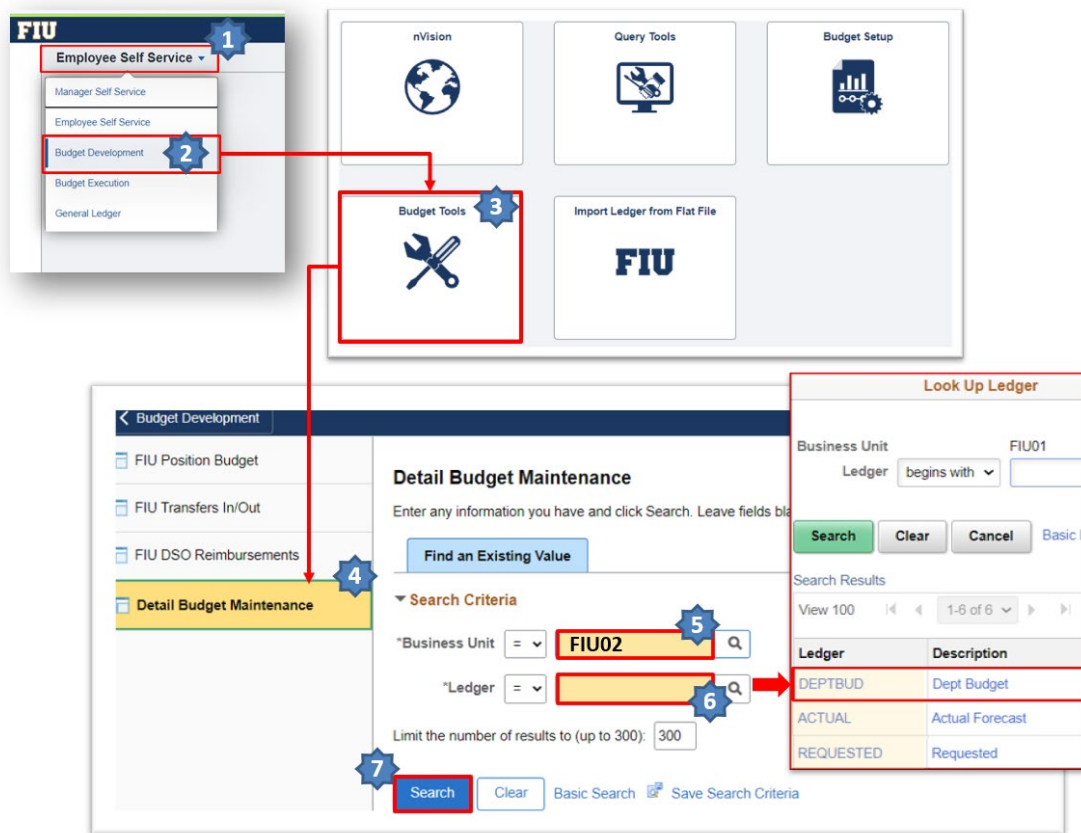 FIU
1
Employee Self Service
Manager Self Service
Employee Self Service
Budget Development
2
Budget Execution
General Ledger
nVision
Query Tools
Budget Setup
Budget Tools
3
Import Ledger from Flat File
FIU
Budget Development
FIU Position Budget
FIU Transfers In/Out
FIU DSO Reimbursements
4
Detail Budget Maintenance
Detail Budget Maintenance
Enter any information you have and click Search. Leave fields bla
Find an Existing Value
Search Criteria
*Business Unit = FIU02
5
*Ledger =
6
Limit the number of results to (up to 300): 300
7
Search Clear Basic Search Save Search Criteria
Look Up Ledger
Business Unit FIU01
Ledger begins with
Search Clear Cancel Basic
Search Results
View 100 1-6 of 6
Ledger Description
DEPTBUD Dept Budget
ACTUAL Actual Forecast
REQUESTED Requested